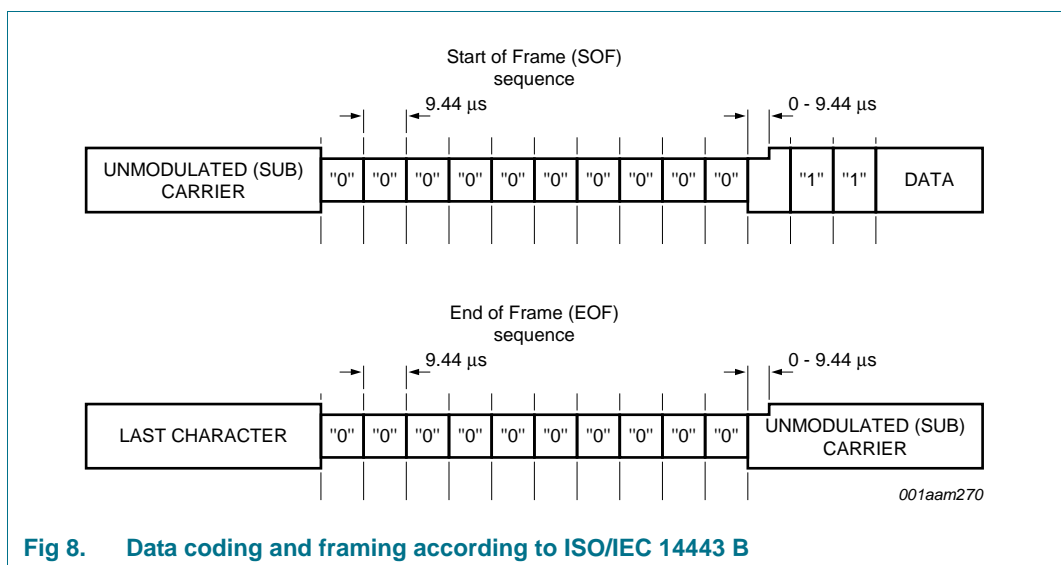 Start of Frame (SOF)
sequence
9.44 μs
0 - 9.44 μs
UNMODULATED (SUB)
CARRIER
"0" "0" "0" "0" "0" "0" "0" "0" "0" "0"
"1" "1"
DATA
End of Frame (EOF)
sequence
9.44 μs
0 - 9.44 μs
LAST CHARACTER
"0" "0" "0" "0" "0" "0" "0" "0" "0" "0"
UNMODULATED (SUB)
CARRIER
001aam270
Fig 8. Data coding and framing according to ISO/IEC 14443 B